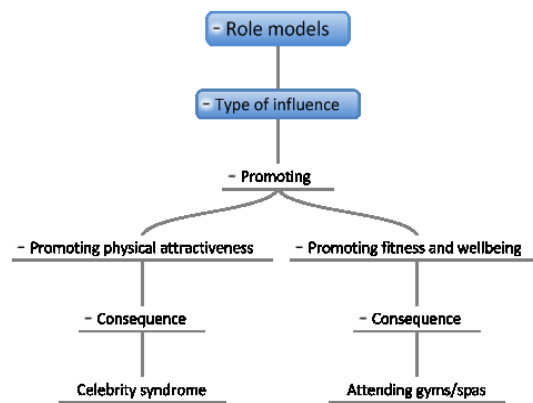 - Role models
- Type of influence
- Promoting
- Promoting physical attractiveness
- Promoting fitness and wellbeing
- Consequence
- Consequence
Celebrity syndrome
Attending gyms/spas